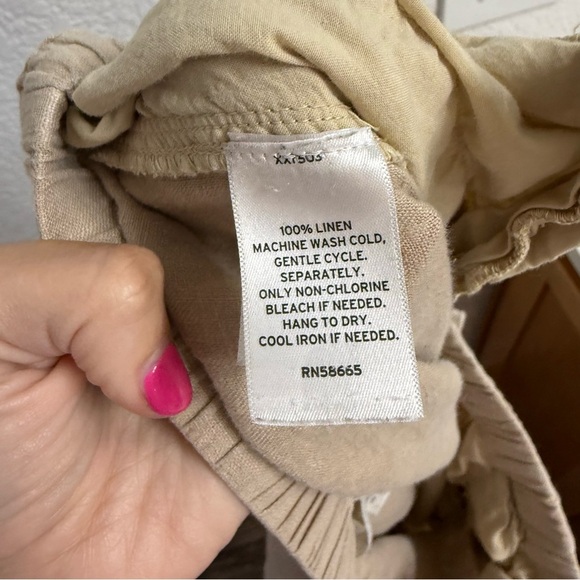 100% LINEN
MACHINE WASH COLD,
GENTLE CYCLE.
SEPARATELY.
ONLY NON-CHLORINE
BLEACH IF NEEDED.
HANG TO DRY.
COOL IRON IF NEEDED.
RN58665